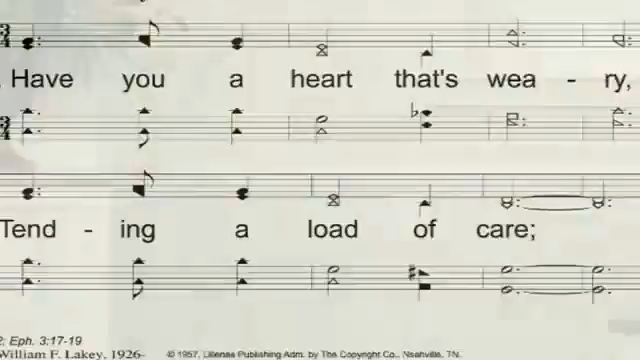 Have you a heart that's wea - ry,
Tend - ing a load of care;
2; Eph. 3:17-19
William F. Lakey, 1926-
© 1957, Lillenas Publishing Adm. by The Copyright Co., Nashville, TN.